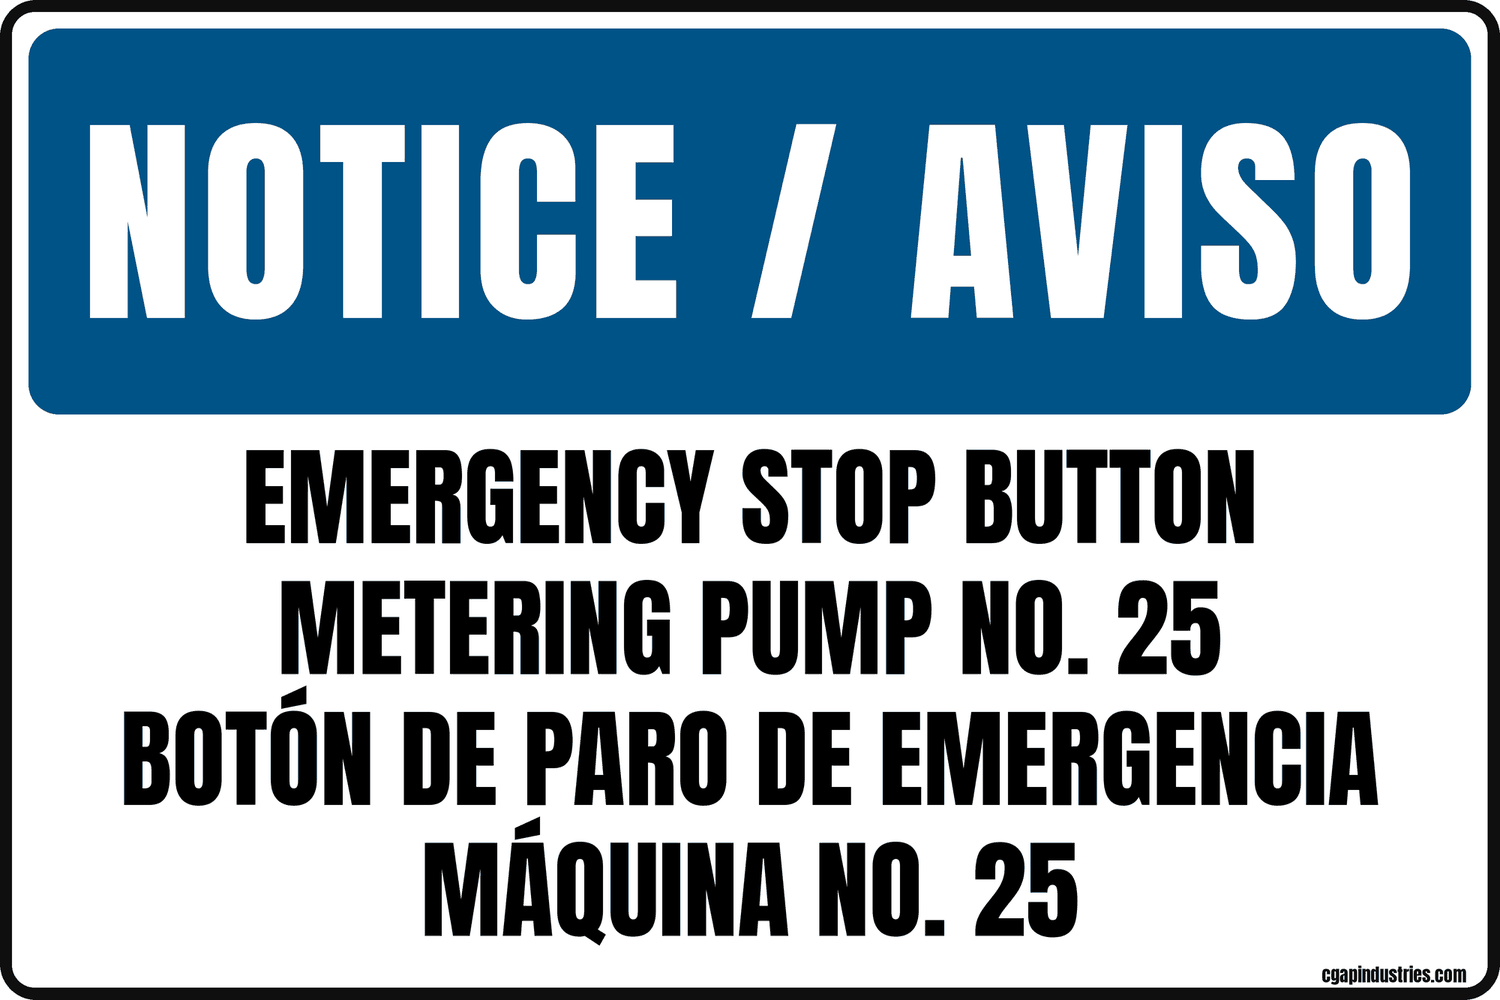 NOTICE / AVISO
EMERGENCY STOP BUTTON
METERING PUMP NO. 25
BOTÓN DE PARO DE EMERGENCIA
MÁQUINA NO. 25
cgapindustries.com